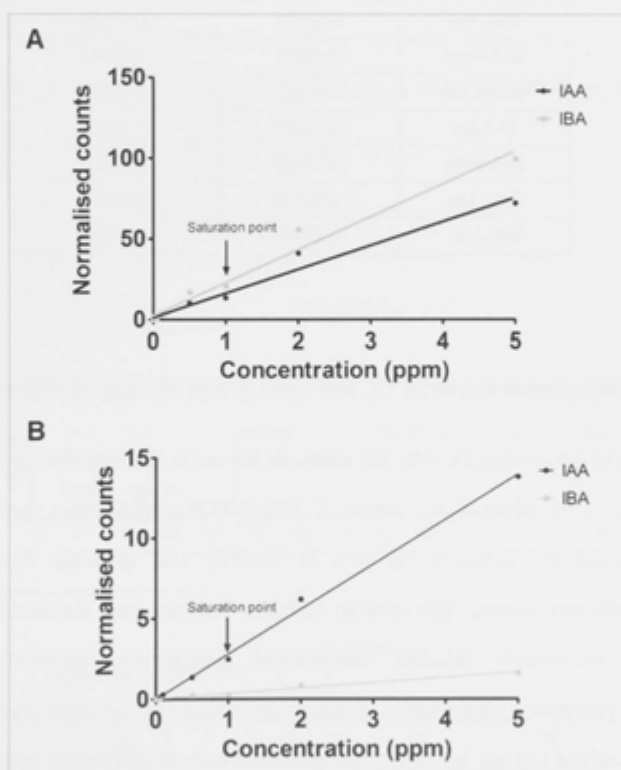 A
150
100
50
0
Normalised counts
IAA
IBA
Saturation point
0 1 2 3 4 5
Concentration (ppm)
B
15
10
5
0
Normalised counts
IAA
IBA
Saturation point
0 1 2 3 4 5
Concentration (ppm)